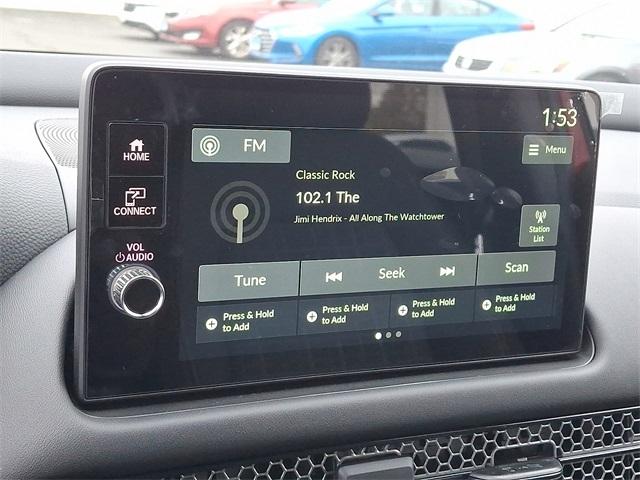 1:53
HOME
FM
Menu
Classic Rock
102.1 The
Jimi Hendrix - All Along The Watchtower
CONNECT
Station
List
VOL
AUDIO
Tune
Seek
Scan
Press & Hold
to Add
Press & Hold
to Add
Press & Hold
to Add
Press & Hold
to Add